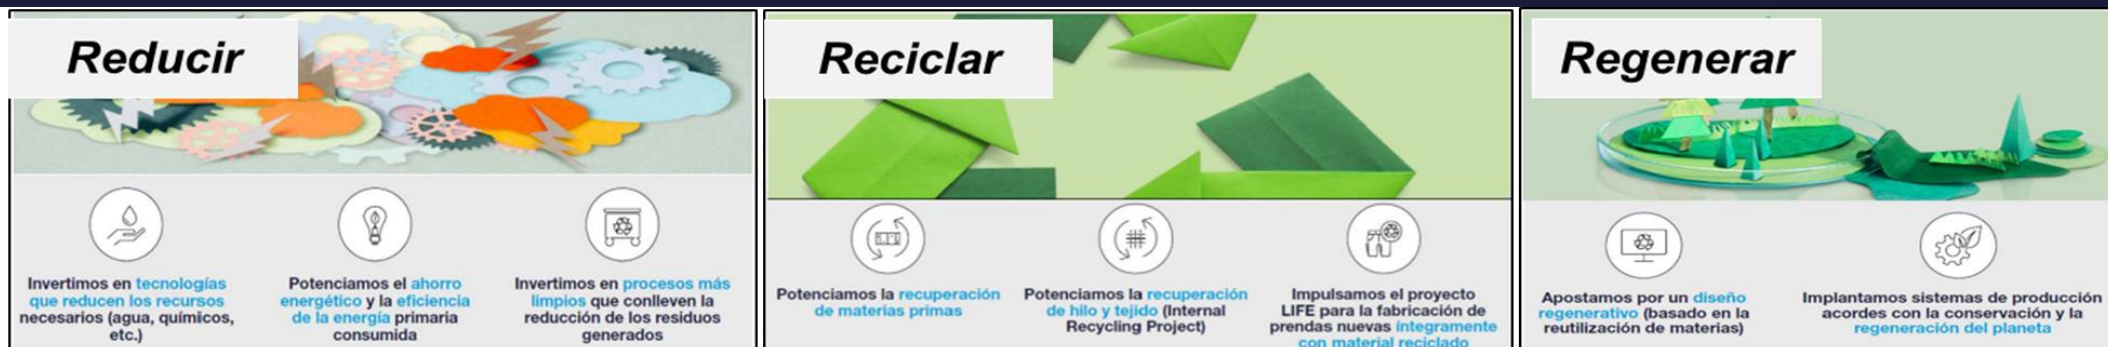 Reducir
Invertimos en tecnologías
que reducen los recursos
necesarios (agua, químicos,
etc.)
Potenciamos el ahorro
energético y la eficiencia
de la energía primaria
consumida
Invertimos en procesos más
limpios que conlleven la
reducción de los residuos
generados
Reciclar
Potenciamos la recuperación
de materias primas
Potenciamos la recuperación
de hilo y tejido (Internal
Recycling Project)
Impulsamos el proyecto
LIFE para la fabricación de
prendas nuevas íntegramente
con material reciclado
Regenerar
Apostamos por un diseño
regenerativo (basado en la
reutilización de materias)
Implantamos sistemas de producción
acordes con la conservación y la
regeneración del planeta